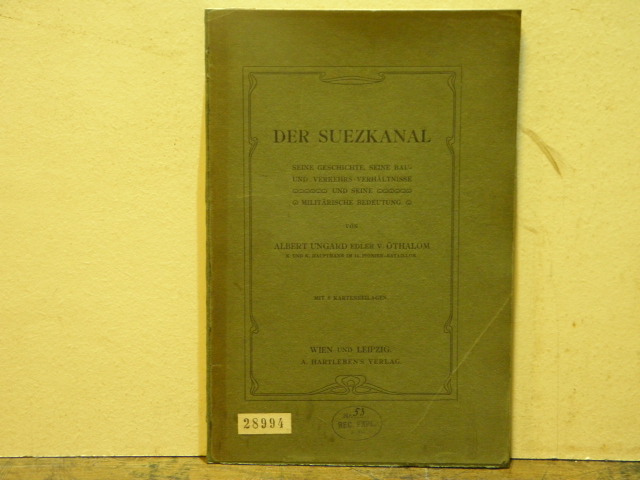 DER SUEZKANAL
SEINE GESCHICHTE, SEINE BAU-
UND VERKEHRS-VERHÄLTNISSE
UND SEINE
MILITÄRISCHE BEDEUTUNG
VON
ALBERT UNGARD EDLER V. ÖTHALOM
K. UND K. HAUPTMANN IM
MIT KARTENBEILAGEN
WIEN UND LEIPZIG.
A. HARTLEBEN'S VERLAG.
28994
53